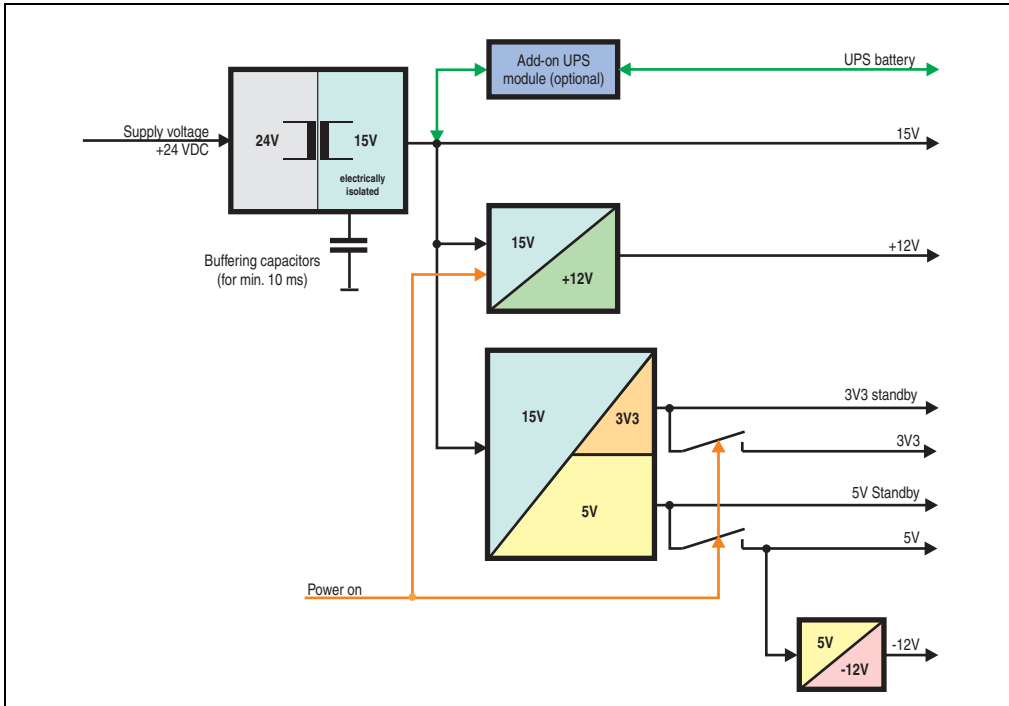 Add-on UPS
module (optional)
UPS battery
Supply voltage
+24 VDC
24V
15V
electrically
isolated
15V
Buffering capacitors
(for min. 10 ms)
15V
+12V
+12V
15V
3V3
5V
3V3 standby
3V3
5V Standby
5V
Power on
5V
-12V
-12V